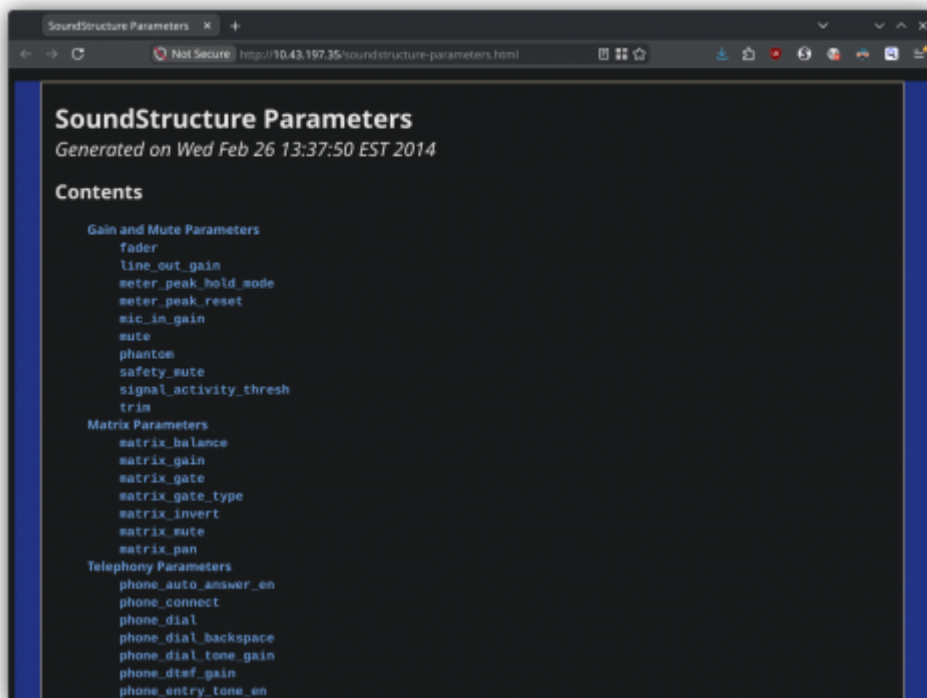 SoundStructure Parameters
Not Secure http://10.43.197.35/soundstructure-parameters.html
SoundStructure Parameters
Generated on Wed Feb 26 13:37:50 EST 2014
Contents
Gain and Mute Parameters
fader
line_out_gain
meter_peak_hold_mode
meter_peak_reset
mic_in_gain
mute
phantom
safety_mute
signal_activity_thresh
trim
Matrix Parameters
matrix_balance
matrix_gain
matrix_gate
matrix_gate_type
matrix_invert
matrix_mute
matrix_pan
Telephony Parameters
phone_auto_answer_en
phone_connect
phone_dial
phone_dial_backspace
phone_dial_tone_gain
phone_dtmf_gain
phone_entry_tone_en